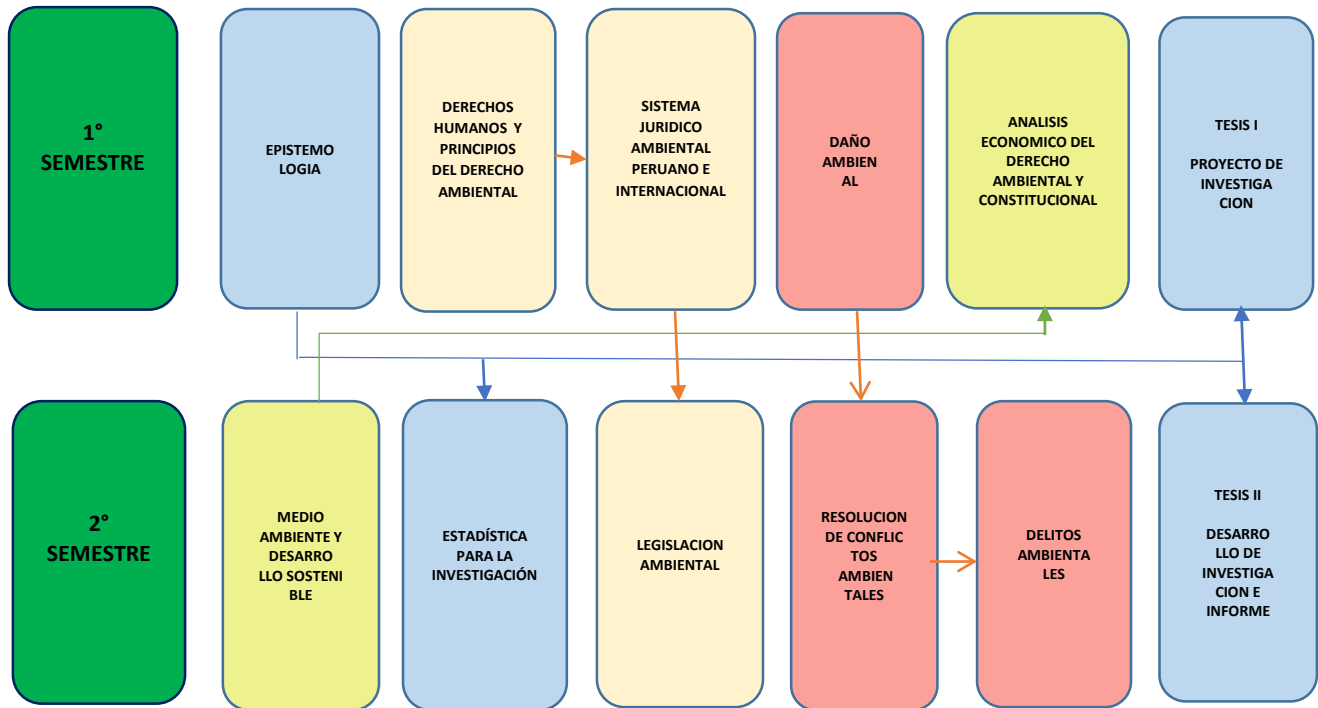 1°
SEMESTRE
EPISTEMO
LOGIA
DERECHOS
HUMANOS Y
PRINCIPIOS
DEL DERECHO
AMBIENTAL
SISTEMA
JURIDICO
AMBIENTAL
PERUANO E
INTERNACIONAL
DAÑO
AMBIEN
AL
ANALISIS
ECONOMICO DEL
DERECHO
AMBIENTAL Y
CONSTITUCIONAL
TESIS I
PROYECTO DE
INVESTIGA
CION
2°
SEMESTRE
MEDIO
AMBIENTE Y
DESARRO
LLO SOSTENI
BLE
ESTADÍSTICA
PARA LA
INVESTIGACIÓN
LEGISLACION
AMBIENTAL
RESOLUCION
DE CONFLIC
TOS
AMBIEN
TALES
DELITOS
AMBIENTA
LES
TESIS II
DESARRO
LLO DE
INVESTIGA
CION E
INFORME